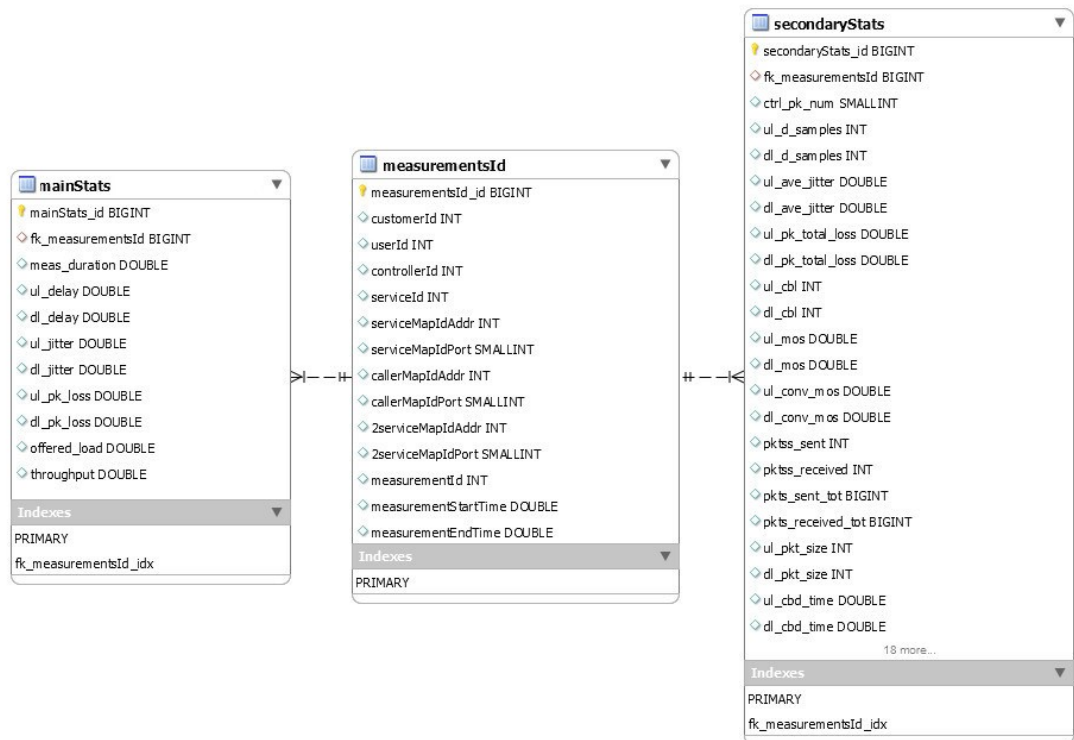 mainStats
mainStats_id BIGINT
fk_measurementsId BIGINT
meas_duration DOUBLE
ul_delay DOUBLE
dl_delay DOUBLE
ul_jitter DOUBLE
dl_jitter DOUBLE
ul_pk_loss DOUBLE
dl_pk_loss DOUBLE
offered_load DOUBLE
throughput DOUBLE
Indexes
PRIMARY
fk_measurementsId_idx
measurementsId
measurementsId_id BIGINT
customerId INT
userId INT
controllerId INT
serviceId INT
serviceMapIdAddr INT
serviceMapIdPort SMALLINT
callerMapIdAddr INT
callerMapIdPort SMALLINT
2serviceMapIdAddr INT
2serviceMapIdPort SMALLINT
measurementId INT
measurementStartTime DOUBLE
measurementEndTime DOUBLE
Indexes
PRIMARY
secondaryStats
secondaryStats_id BIGINT
fk_measurementsId BIGINT
ctrl_pk_num SMALLINT
ul_d_samples INT
dl_d_samples INT
ul_ave_jitter DOUBLE
dl_ave_jitter DOUBLE
ul_pk_total_loss DOUBLE
dl_pk_total_loss DOUBLE
ul_cbl INT
dl_cbl INT
ul_mos DOUBLE
dl_mos DOUBLE
ul_conv_mos DOUBLE
dl_conv_mos DOUBLE
pktss_sent INT
pktss_received INT
pkts_sent_tot BIGINT
pkts_received_tot BIGINT
ul_pkt_size INT
dl_pkt_size INT
ul_cbd_time DOUBLE
dl_cbd_time DOUBLE
18 more...
Indexes
PRIMARY
fk_measurementsId_idx